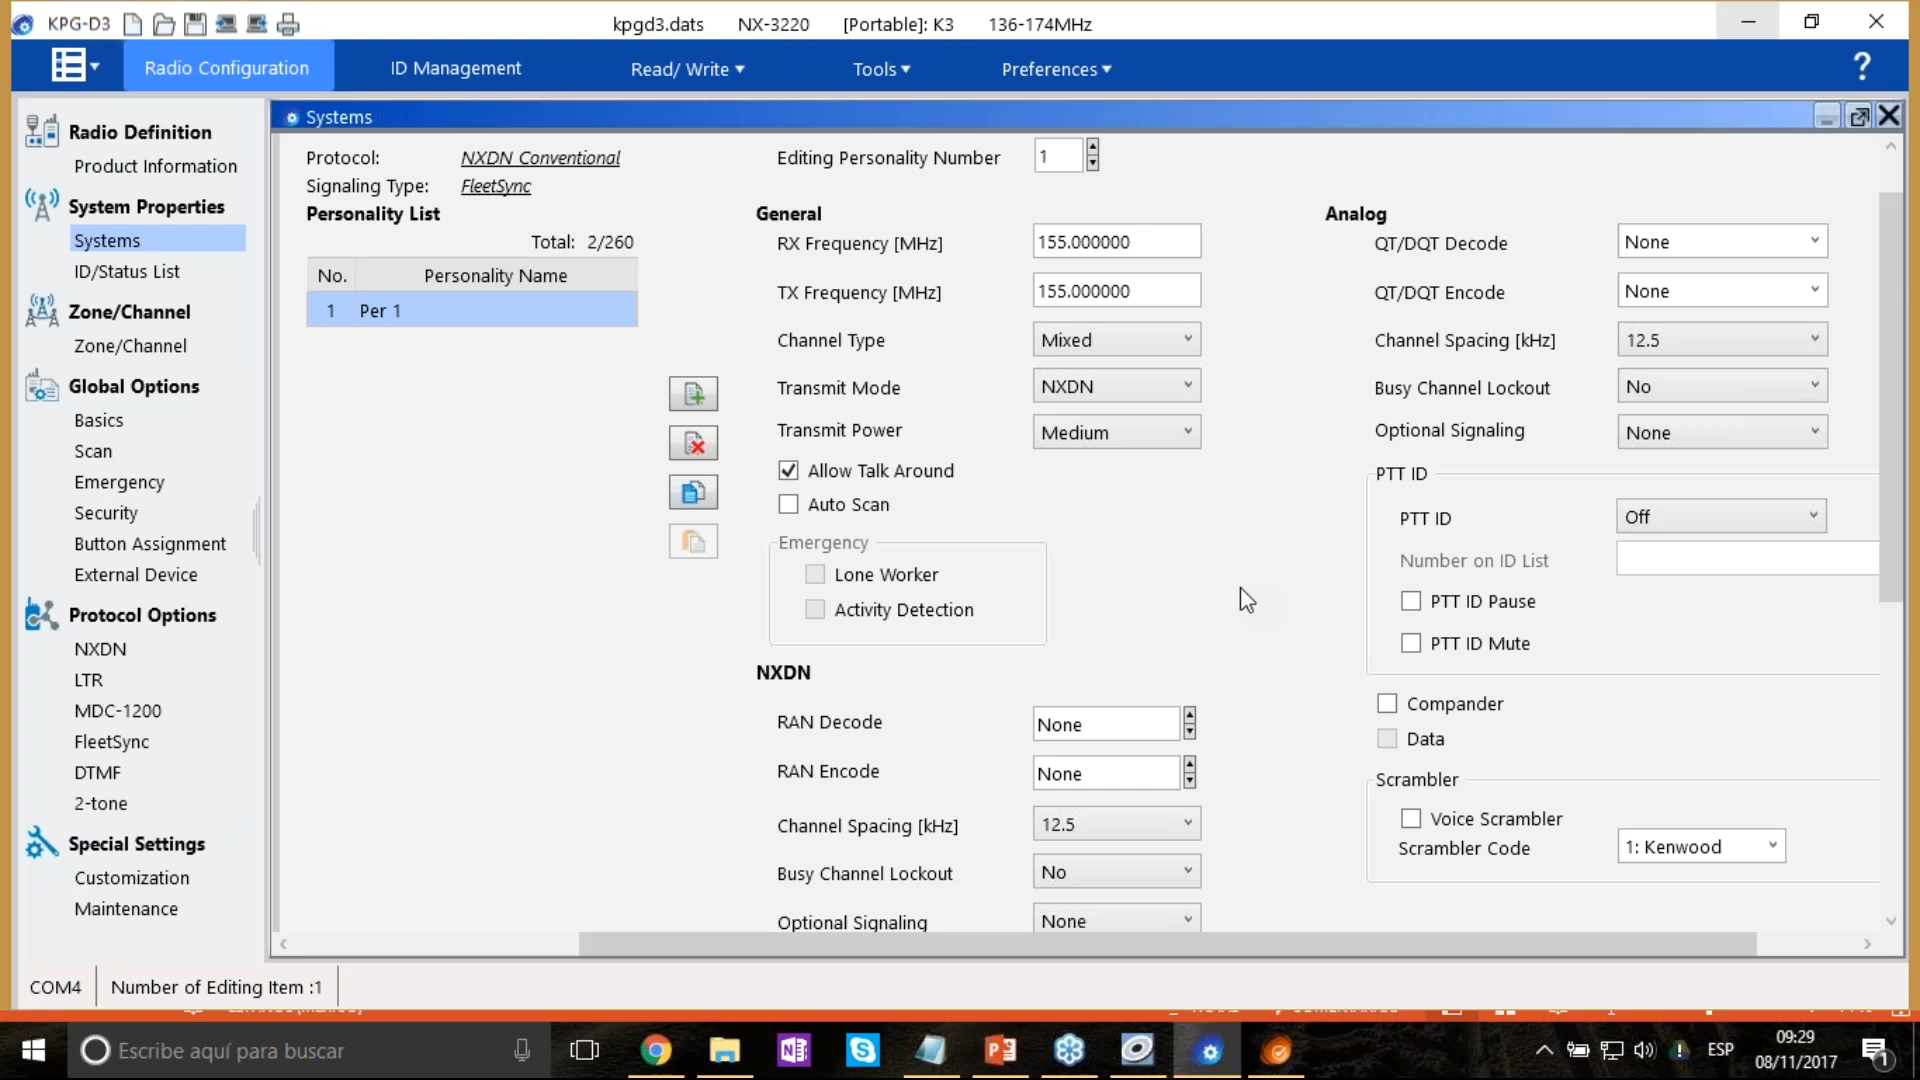 KPG-D3 kpgd3.dats NX-3220 [Portable]: K3 136-174MHz
Radio Configuration ID Management Read/ Write Tools Preferences ?
Radio Definition
Product Information
System Properties
Systems
ID/Status List
Zone/Channel
Zone/Channel
Global Options
Basics
Scan
Emergency
Security
Button Assignment
External Device
Protocol Options
NXDN
LTR
MDC-1200
FleetSync
DTMF
2-tone
Special Settings
Customization
Maintenance
Systems
Protocol: NXDN Conventional
Signaling Type: FleetSync
Personality List
Total: 2/260
No. Personality Name
1 Per 1
Editing Personality Number 1
General
RX Frequency [MHz] 155.000000
TX Frequency [MHz] 155.000000
Channel Type Mixed
Transmit Mode NXDN
Transmit Power Medium
Allow Talk Around
Auto Scan
Emergency
Lone Worker
Activity Detection
NXDN
RAN Decode None
RAN Encode None
Channel Spacing [kHz] 12.5
Busy Channel Lockout No
Optional Signaling None
Analog
QT/DQT Decode None
QT/DQT Encode None
Channel Spacing [kHz] 12.5
Busy Channel Lockout No
Optional Signaling None
PTT ID
PTT ID Off
Number on ID List
PTT ID Pause
PTT ID Mute
Compander
Data
Scrambler
Voice Scrambler
Scrambler Code 1: Kenwood
COM4 Number of Editing Item :1
Escribe aquí para buscar
ESP
09:29
08/11/2017
1